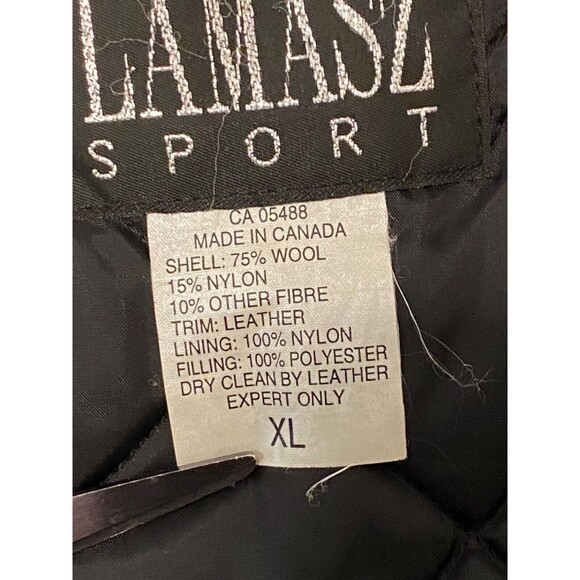 LAMASZ
SPORT
CA 05488
MADE IN CANADA
SHELL: 75% WOOL
15% NYLON
10% OTHER FIBRE
TRIM: LEATHER
LINING: 100% NYLON
FILLING: 100% POLYESTER
DRY CLEAN BY LEATHER
EXPERT ONLY
XL